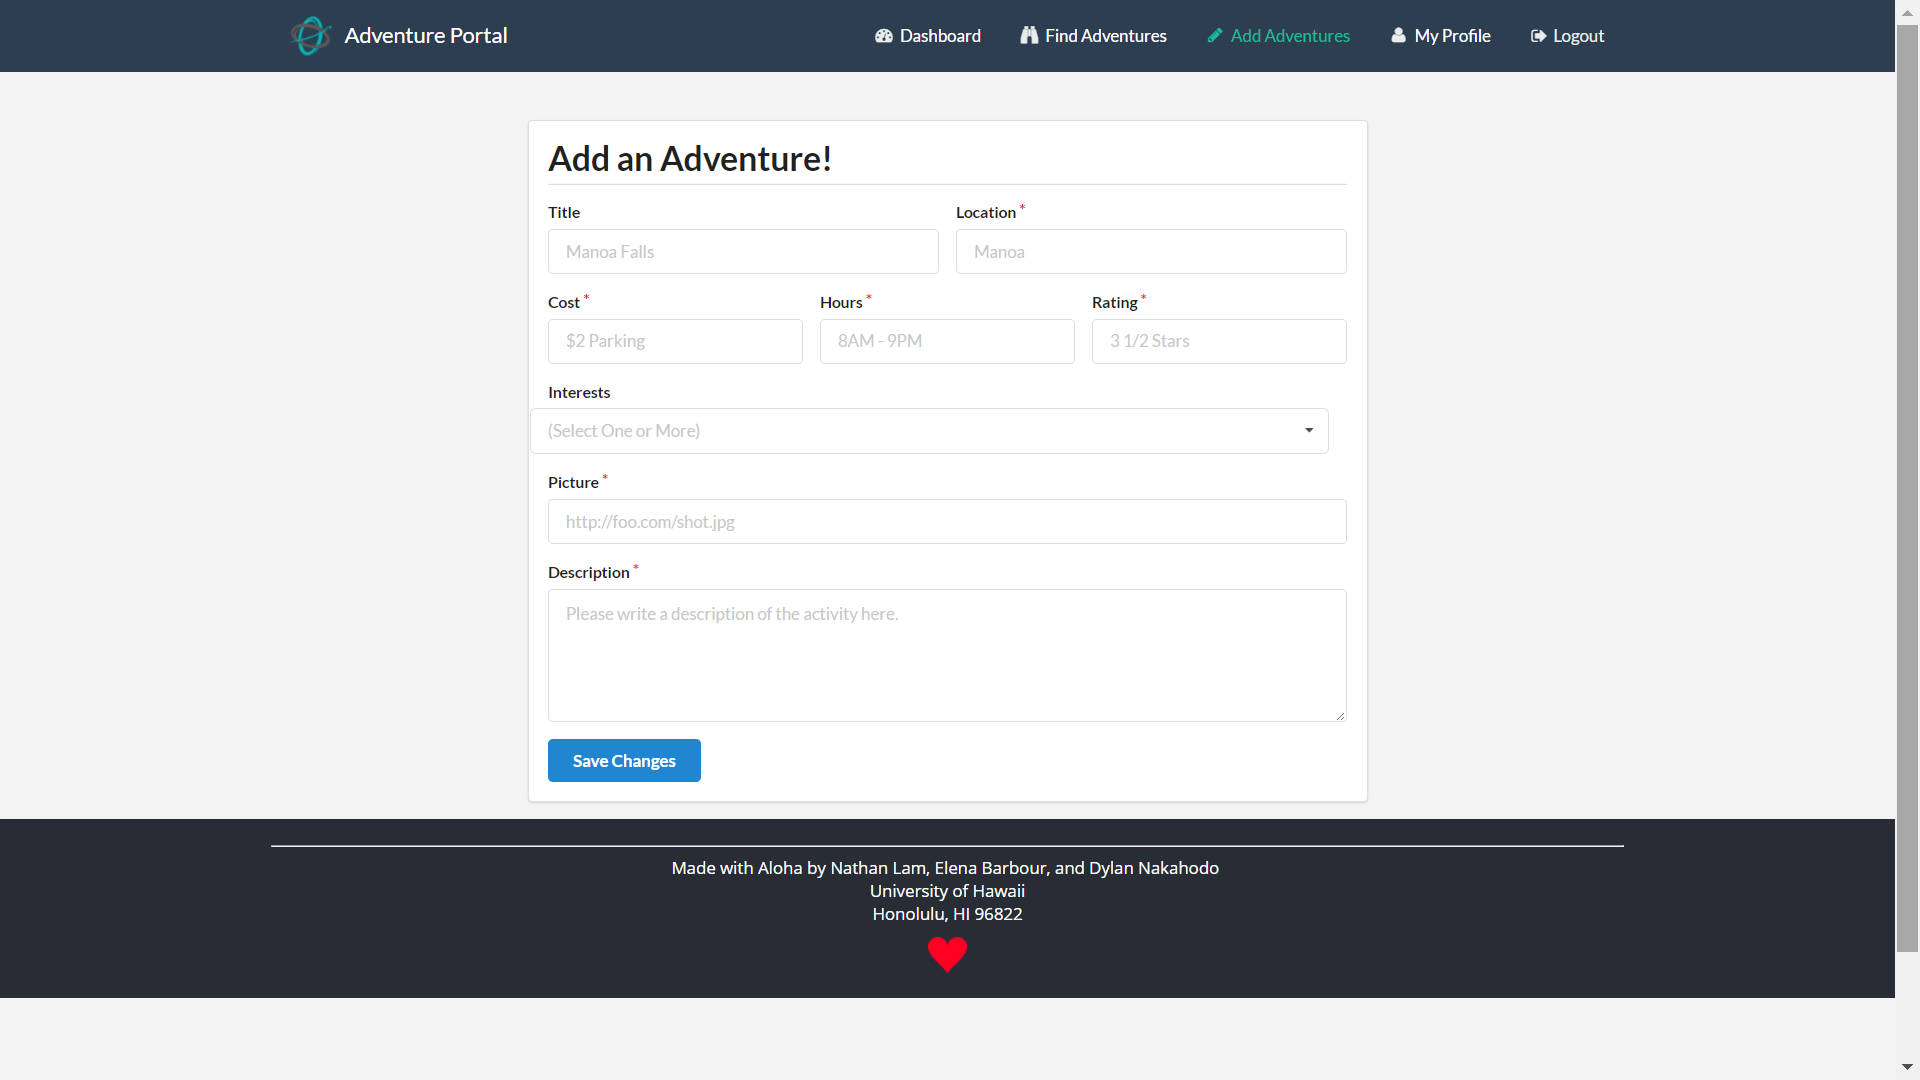 Adventure Portal
Dashboard
Find Adventures
Add Adventures
My Profile
Logout
Add an Adventure!
Title
Location *
Manoa Falls
Manoa
Cost *
Hours *
Rating *
$2 Parking
8AM - 9PM
3 1/2 Stars
Interests
(Select One or More)
Picture *
http://foo.com/shot.jpg
Description *
Please write a description of the activity here.
Save Changes
Made with Aloha by Nathan Lam, Elena Barbour, and Dylan Nakahodo
University of Hawaii
Honolulu, HI 96822